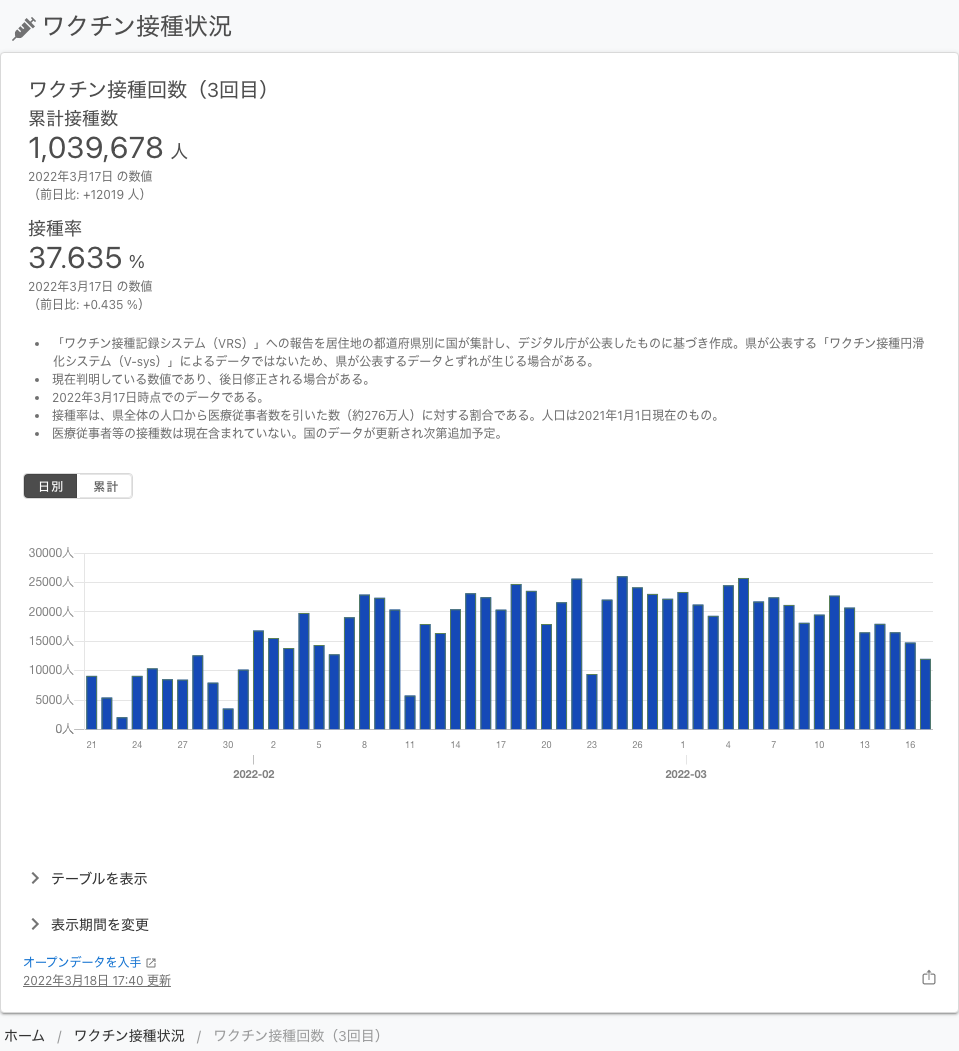 ワクチン接種状況
ワクチン接種回数（3回目）
累計接種数
1,039,678 人
2022年3月17日 の数値
（前日比: +12019 人）
接種率
37.635 %
2022年3月17日 の数値
（前日比: +0.435 %）
• 「ワクチン接種記録システム（VRS）」への報告を居住地の都道府県別に国が集計し、デジタル庁が公表したものに基づき作成。県が公表する「ワクチン接種円滑
化システム（V-sys）」によるデータではないため、県が公表するデータとずれが生じる場合がある。
• 現在判明している数値であり、後日修正される場合がある。
• 2022年3月17日時点でのデータである。
• 接種率は、県全体の人口から医療従事者数を引いた数（約276万人）に対する割合である。人口は2021年1月1日現在のもの。
• 医療従事者等の接種数は現在含まれていない。国のデータが更新され次第追加予定。
日別 累計
30000人
25000人
20000人
15000人
10000人
5000人
0人
21 24 27 30 2 5 8 11 14 17 20 23 26 1 4 7 10 13 16
2022-02 2022-03
テーブルを表示
表示期間を変更
オープンデータを入手
2022年3月18日 17:40 更新
ホーム / ワクチン接種状況 / ワクチン接種回数（3回目）